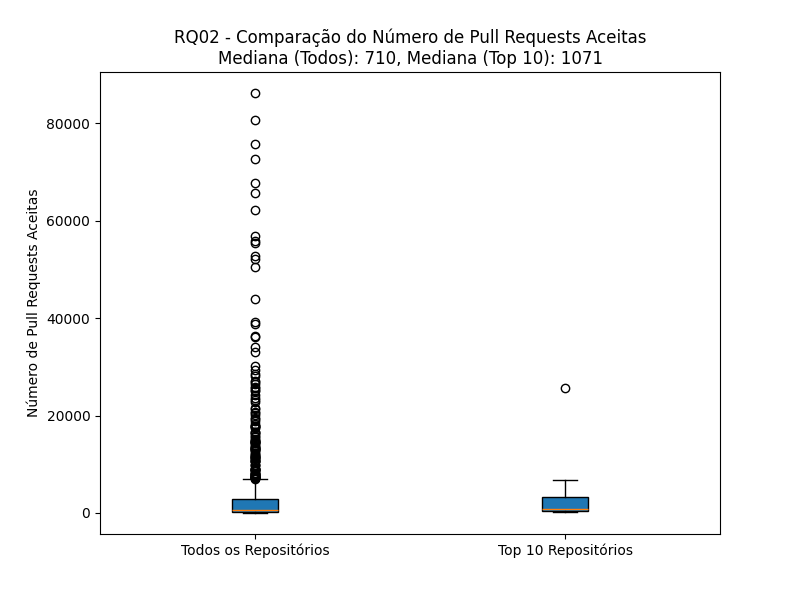 RQ02 - Comparação do Número de Pull Requests Aceitas
Mediana (Todos): 710, Mediana (Top 10): 1071
Número de Pull Requests Aceitas
80000
60000
40000
20000
0
Todos os Repositórios
Top 10 Repositórios